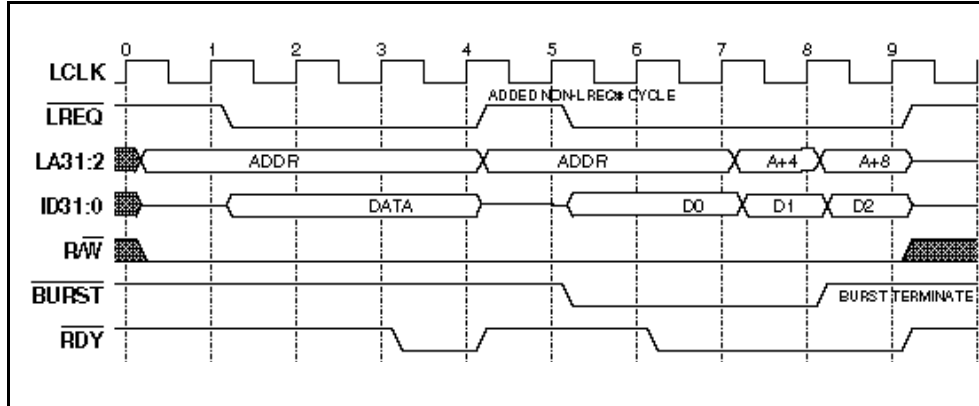 0 1 2 3 4 5 6 7 8 9
LCLK
ADDED NON-LREQ# CYCLE
LREQ
LA31:2 ADDR ADDR A+4 A+8
ID31:0 DATA D0 D1 D2
R/W
BURST BURST TERMINATE
RDY